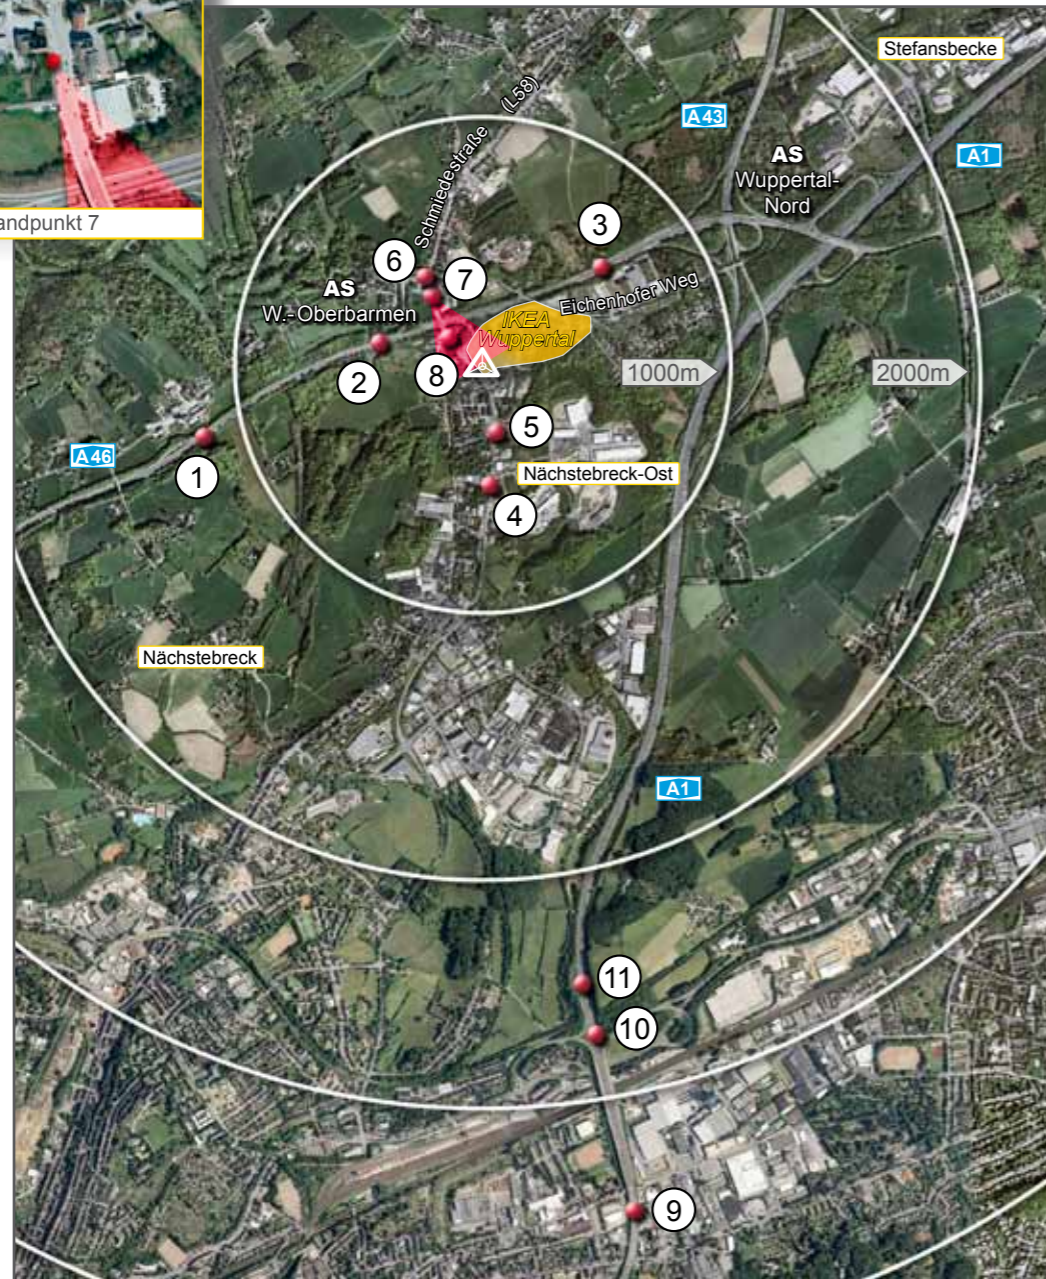 andpunkt 7
Stefansbecke
(L58)
Schmiedestraße
A43
A1
AS
Wuppertal-
Nord
3
6
7
AS
W.-Oberbarmen
Eichenhofer Weg
IKEA
Wuppertal
2
8
1000m
2000m
5
A46
1
Nächstebreck-Ost
4
Nächstebreck
A1
11
10
9